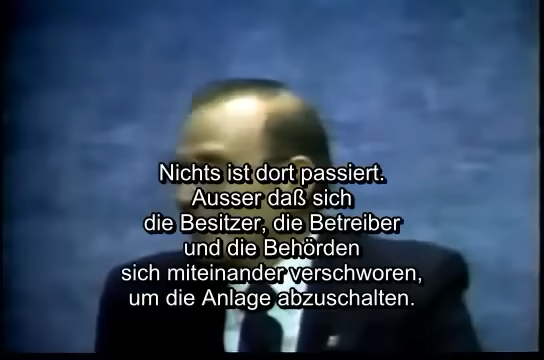 Nichts ist dort passiert.
Ausser daß sich
die Besitzer, die Betreiber
und die Behörden
sich miteinander verschworen,
um die Anlage abzuschalten.